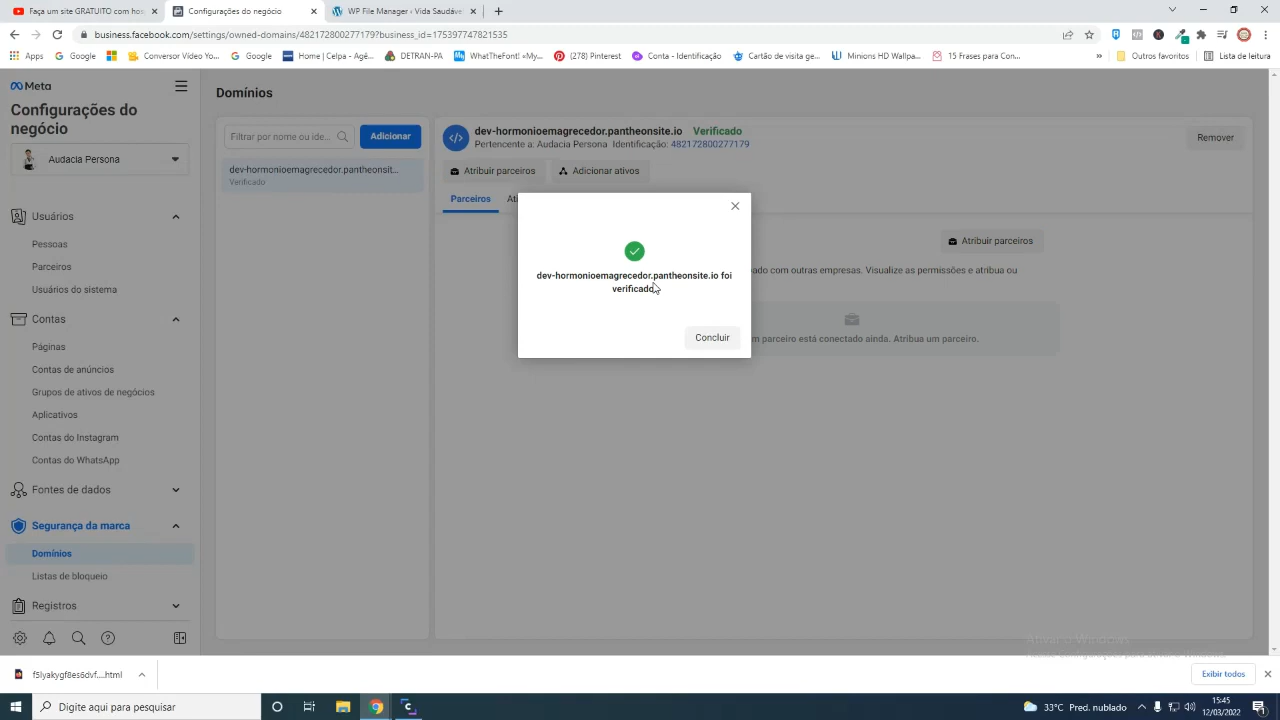 Faça um site GRATUITO com hos
Configurações do negócio
WP File Manager ‹ Vida Saudáve
business.facebook.com/settings/owned-domains/482172800277179?business_id=175397747821535
Apps
Google
Conversor Vídeo You...
Google
Home | Celpa - Agê...
DETRAN-PA
WhatTheFont! «My...
(278) Pinterest
Conta - Identificação
Cartão de visita ge...
Minions HD Wallpa...
15 Frases para Con...
»
Outros favoritos
Lista de leitura
Meta
Configurações do
negócio
Audacia Persona
Usuários
Pessoas
Parceiros
Usuários do sistema
Contas
Páginas
Contas de anúncios
Grupos de ativos de negócios
Aplicativos
Contas do Instagram
Contas do WhatsApp
Fontes de dados
Segurança da marca
Domínios
Listas de bloqueio
Registros
Domínios
Filtrar por nome ou ide...
Adicionar
dev-hormonioemagrecedor.pantheonsit...
Verificado
dev-hormonioemagrecedor.pantheonsite.io Verificado
Pertencente a: Audacia Persona Identificação: 482172800277179
Remover
Atribuir parceiros
Adicionar ativos
Parceiros
Ati
Atribuir parceiros
ado com outras empresas. Visualize as permissões e atribua ou
m parceiro está conectado ainda. Atribua um parceiro.
dev-hormonioemagrecedor.pantheonsite.io foi
verificado
Concluir
Ativar o Windows
f5lyakygf8es6dvf....html
Exibir todos
Digite aqui para pesquisar
33°C Pred. nublado
15:45
12/03/2022